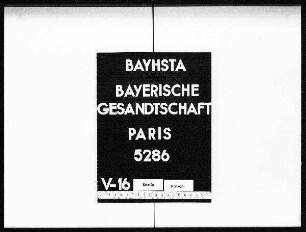 BAYHSTA
BAYERISCHE
GESANDTSCHAFT
PARIS
5286
V-16